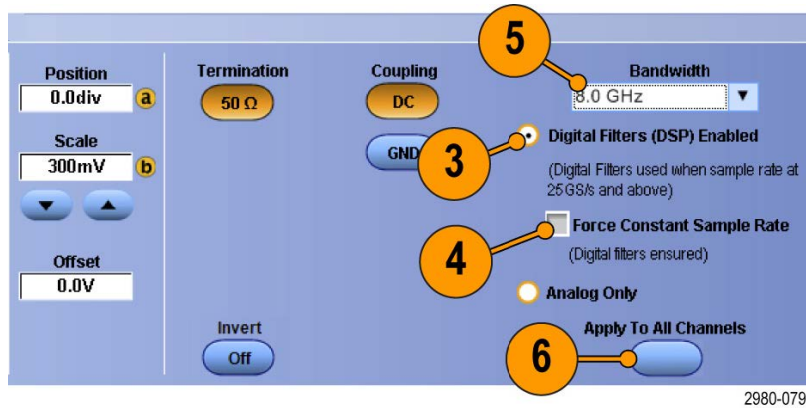 5
Position
Termination
Coupling
Bandwidth
0.0div
a
50 Ω
DC
8.0 GHz
Scale
300mV
b
GND
3
Digital Filters (DSP) Enabled
(Digital Filters used when sample rate at
25GS/s and above)
4
Force Constant Sample Rate
(Digital filters ensured)
Offset
0.0V
Analog Only
Invert
Off
6
Apply To All Channels
2980-079